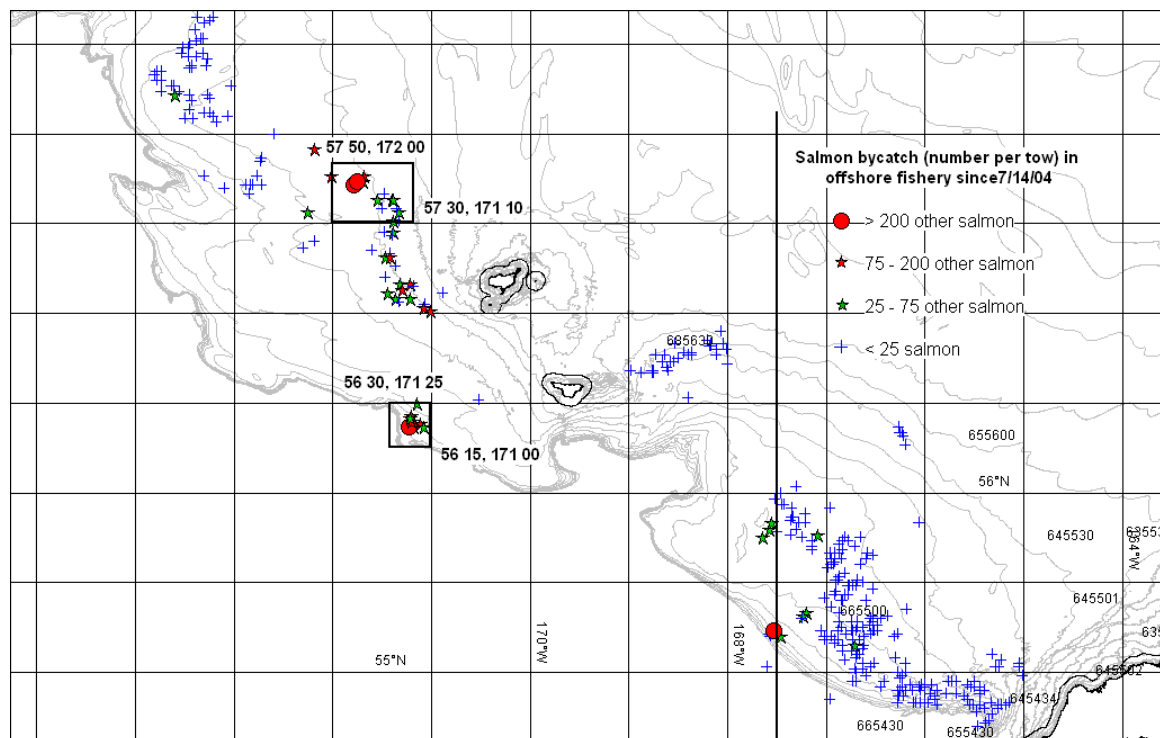 57 50, 172 00
Salmon bycatch (number per tow) in
offshore fishery since7/14/04
57 30, 171 10
> 200 other salmon
75 - 200 other salmon
25 - 75 other salmon
< 25 salmon
56 30, 171 25
56 15, 171 00
655600
56°N
645530
164°W
645501
665500
170°W
168°W
55°N
645502
645434
665430
655430